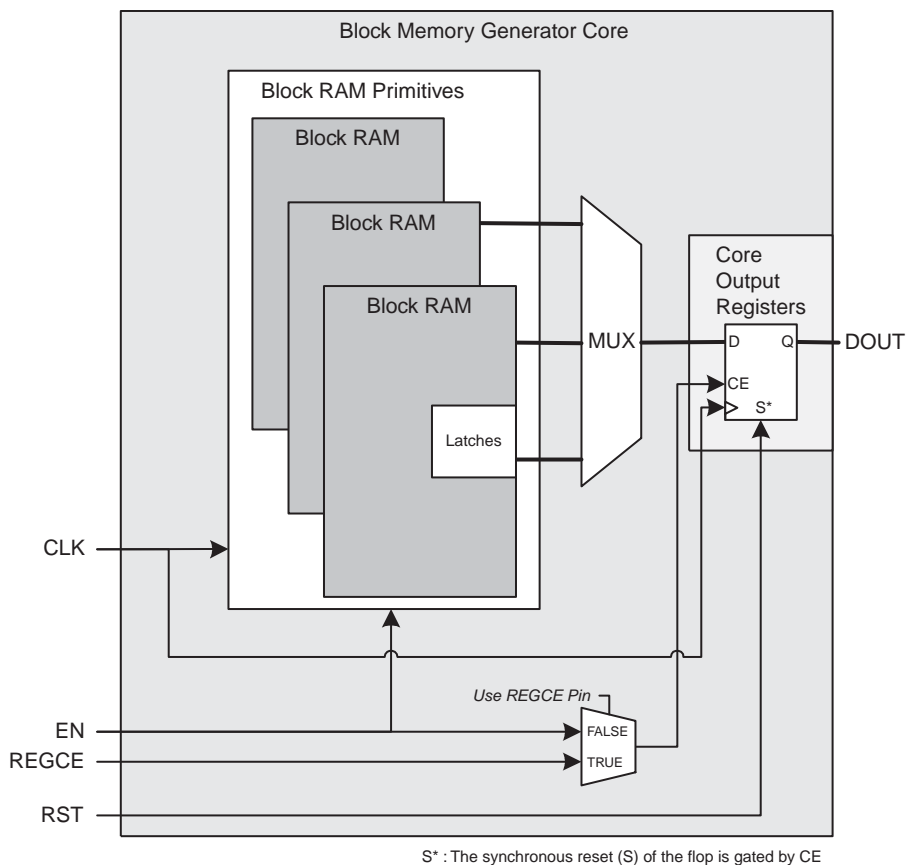 Block Memory Generator Core
Block RAM Primitives
Block RAM
Block RAM
Block RAM
Latches
MUX
Core
Output
Registers
D Q
CE
S*
DOUT
CLK
Use REGCE Pin
EN
FALSE
REGCE
TRUE
RST
S* : The synchronous reset (S) of the flop is gated by CE